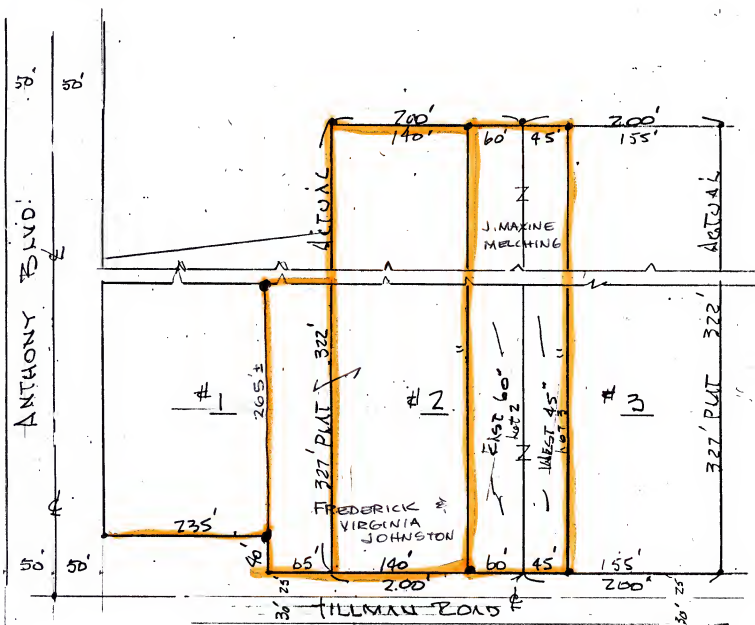 50'
50'
200'
140'
60'
45'
200'
155'
ANTHONY BLVD.
ACTUAL
Z
J. MAXINE
MELCHING
ACTUAL
322'
327' PLAT
265' ±
#1
#2
"
EAST 60"
Lot 2
Z
WEST 45"
Lot 3
"
#3
322'
327' PLAT
FREDERICK &
VIRGINIA
JOHNSTON
235'
40'
50'
50'
65'
140'
60'
45'
155'
200'
200'
30'
25'
TILLMAN ROAD
30'
25'